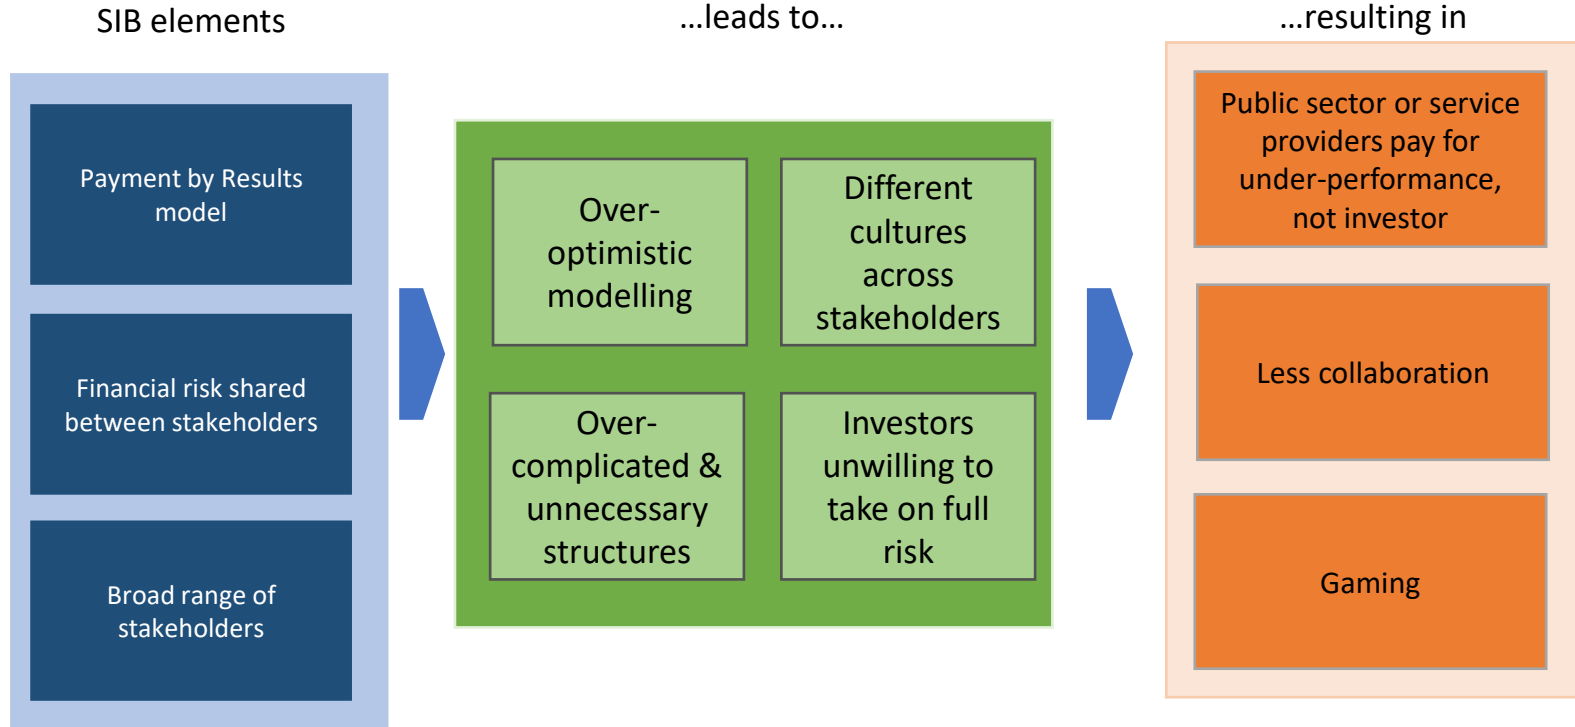 SIB elements
...leads to...
...resulting in
Payment by Results
model
Financial risk shared
between stakeholders
Broad range of
stakeholders
Over-
optimistic
modelling
Different
cultures
across
stakeholders
Over-
complicated &
unnecessary
structures
Investors
unwilling to
take on full
risk
Public sector or service
providers pay for
under-performance,
not investor
Less collaboration
Gaming